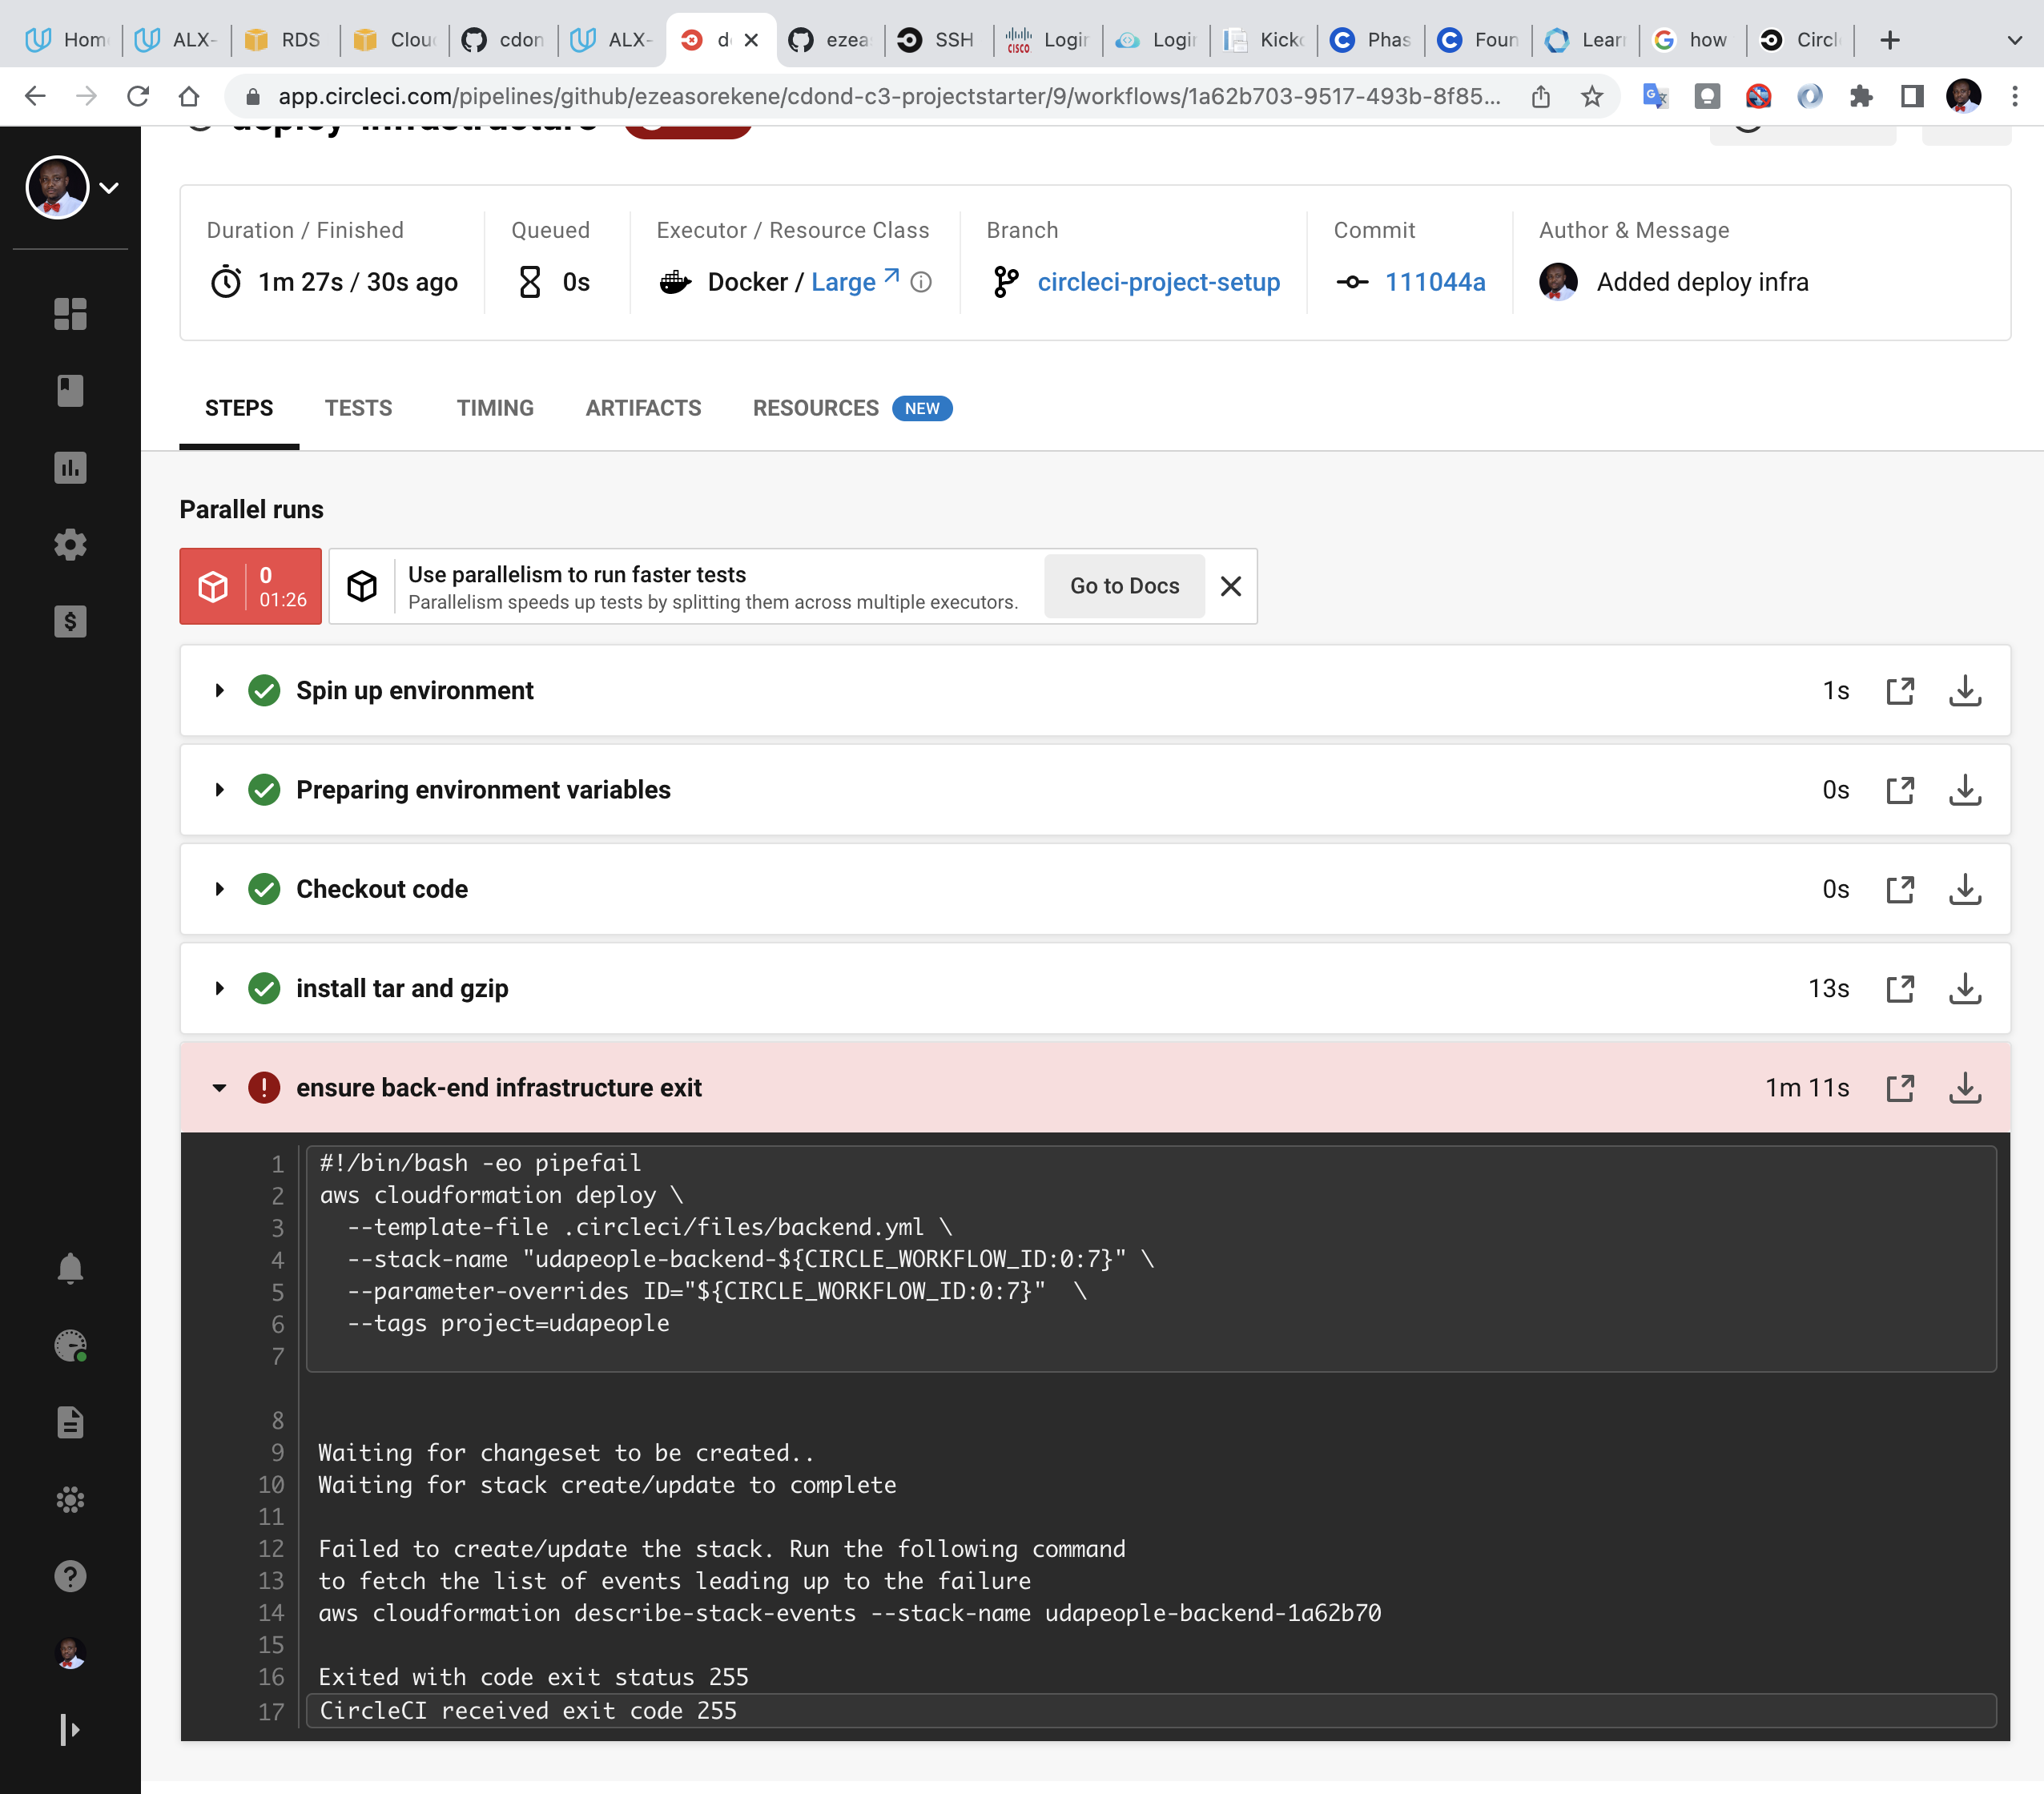 Hom
ALX-
RDS
Clou
cdon
ALX-
d
ezea
SSH
Login
Login
Kick
Phas
Foun
Lear
how
Circl
app.circleci.com/pipelines/github/ezeasorekene/cdond-c3-projectstarter/9/workflows/1a62b703-9517-493b-8f85...
deploy-infrastructure
Duration / Finished
Queued
Executor / Resource Class
Branch
Commit
Author & Message
1m 27s / 30s ago
0s
Docker / Large
circleci-project-setup
111044a
Added deploy infra
STEPS
TESTS
TIMING
ARTIFACTS
RESOURCES
NEW
Parallel runs
0
01:26
Use parallelism to run faster tests
Parallelism speeds up tests by splitting them across multiple executors.
Go to Docs
Spin up environment
1s
Preparing environment variables
0s
Checkout code
0s
install tar and gzip
13s
ensure back-end infrastructure exit
1m 11s
1 #!/bin/bash -eo pipefail
2 aws cloudformation deploy \
3 --template-file .circleci/files/backend.yml \
4 --stack-name "udapeople-backend-${CIRCLE_WORKFLOW_ID:0:7}" \
5 --parameter-overrides ID="${CIRCLE_WORKFLOW_ID:0:7}" \
6 --tags project=udapeople
7
8
9 Waiting for changeset to be created..
10 Waiting for stack create/update to complete
11
12 Failed to create/update the stack. Run the following command
13 to fetch the list of events leading up to the failure
14 aws cloudformation describe-stack-events --stack-name udapeople-backend-1a62b70
15
16 Exited with code exit status 255
17 CircleCI received exit code 255